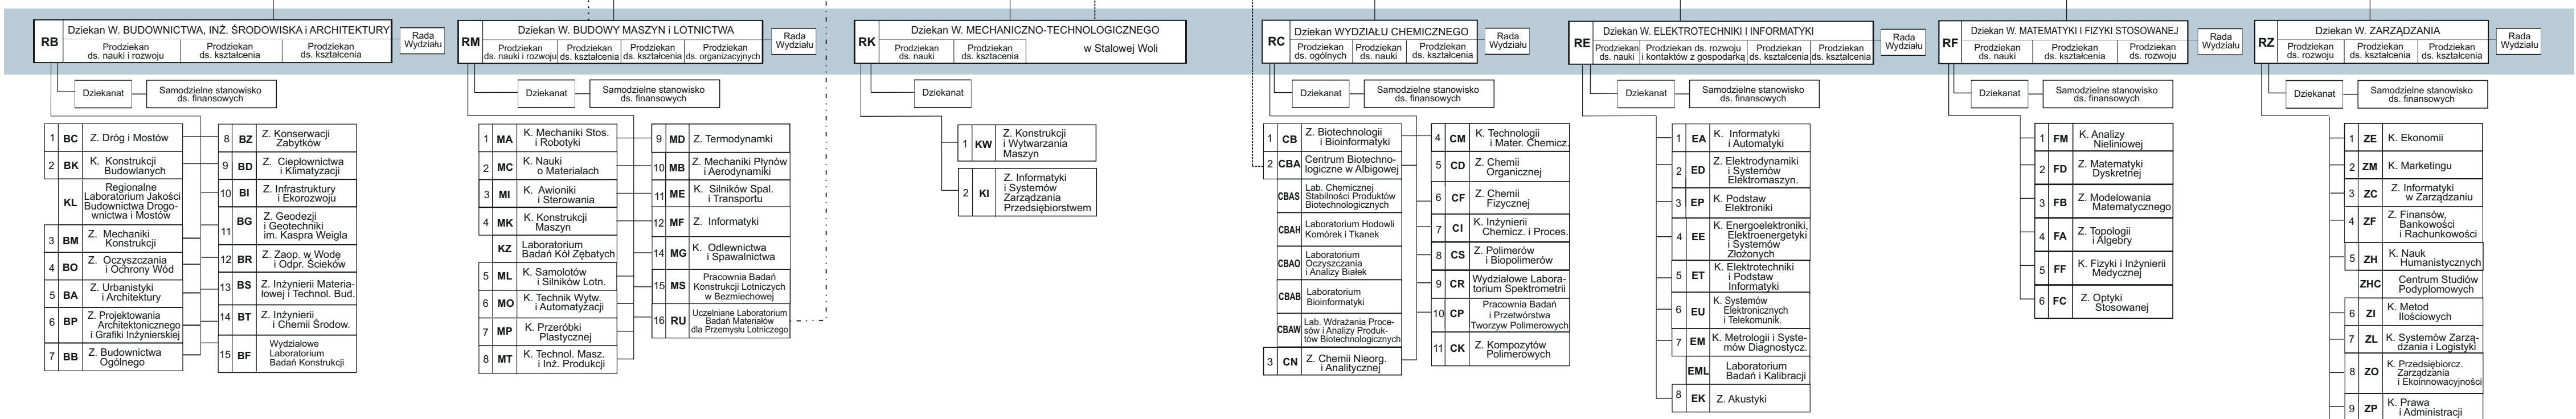 RB
Dziekan W. BUDOWNICTWA, INŻ. ŚRODOWISKA i ARCHITEKTURY
Prodziekan
ds. nauki i rozwoju
Prodziekan
ds. kształcenia
Prodziekan
ds. kształcenia
Rada
Wydziału
Dziekanat
Samodzielne stanowisko
ds. finansowych
1 BC Z. Dróg i Mostów
2 BK K. Konstrukcji
Budowlanych
KL Regionalne
Laboratorium Jakości
Budownictwa Drogo-
wnictwa i Mostów
3 BM Z. Mechaniki
Konstrukcji
4 BO Z. Oczyszczania
i Ochrony Wód
5 BA Z. Urbanistyki
i Architektury
6 BP Z. Projektowania
Architektonicznego
i Grafiki Inżynierskiej
7 BB Z. Budownictwa
Ogólnego
8 BZ Z. Konserwacji
Zabytków
9 BD Z. Ciepłownictwa
i Klimatyzacji
10 BI Z. Infrastruktury
i Ekorozwoju
11 BG Z. Geodezji
i Geotechniki
im. Kaspra Weigla
12 BR Z. Zaop. w Wodę
i Odpr. Ścieków
13 BS Z. Inżynierii Materia-
łowej i Technol. Bud.
14 BT Z. Inżynierii
i Chemii Środow.
15 BF Wydziałowe
Laboratorium
Badań Konstrukcji
RM
Dziekan W. BUDOWY MASZYN i LOTNICTWA
Prodziekan
ds. nauki i rozwoju
Prodziekan
ds. kształcenia
Prodziekan
ds. kształcenia
Prodziekan
ds. organizacyjnych
Rada
Wydziału
Dziekanat
Samodzielne stanowisko
ds. finansowych
1 MA K. Mechaniki Stos.
i Robotyki
2 MC K. Nauki
o Materiałach
3 MI K. Awioniki
i Sterowania
4 MK K. Konstrukcji
Maszyn
KZ Laboratorium
Badań Kół Zębatych
5 ML K. Samolotów
i Silników Lotn.
6 MO K. Technik Wytw.
i Automatyzacji
7 MP K. Przeróbki
Plastycznej
8 MT K. Technol. Masz.
i Inż. Produkcji
9 MD Z. Termodynamki
10 MB Z. Mechaniki Płynów
i Aerodynamiki
11 ME K. Silników Spal.
i Transportu
12 MF Z. Informatyki
14 MG K. Odlewnictwa
i Spawalnictwa
15 MS Pracownia Badań
Konstrukcji Lotniczych
w Bezmiechowej
16 RU Uczelniane Laboratorium
Badań Materiałów
dla Przemysłu Lotniczego
RK
Dziekan W. MECHANICZNO-TECHNOLOGICZNEGO
Prodziekan
ds. nauki
Prodziekan
ds. kształcenia
w Stalowej Woli
Dziekanat
1 KW Z. Konstrukcji
i Wytwarzania
Maszyn
2 KI Z. Informatyki
i Systemów
Zarządzania
Przedsiębiorstwem
RC
Dziekan WYDZIAŁU CHEMICZNEGO
Prodziekan
ds. ogólnych
Prodziekan
ds. nauki
Prodziekan
ds. kształcenia
Rada
Wydziału
Dziekanat
Samodzielne stanowisko
ds. finansowych
1 CB Z. Biotechnologii
i Bioinformatyki
2 CBA Centrum Biotechno-
logiczne w Albigowej
CBAS Lab. Chemicznej
Stabilności Produktów
Biotechnologicznych
CBAH Laboratorium Hodowli
Komórek i Tkanek
CBAO Laboratorium
Oczyszczania
i Analizy Białek
CBAB Laboratorium
Bioinformatyki
CBAW Lab. Wdrażania Proce-
sów i Analizy Produk-
tów Biotechnologicznych
3 CN Z. Chemii Nieorg.
i Analitycznej
4 CM K. Technologii
i Mater. Chemicz.
5 CD Z. Chemii
Organicznej
6 CF Z. Chemii
Fizycznej
7 CI K. Inżynierii
Chemicz. i Proces.
8 CS Z. Polimerów
i Biopolimerów
9 CR Wydziałowe Labora-
torium Spektrometrii
10 CP Pracownia Badań
i Przetwórstwa
Tworzyw Polimerowych
11 CK Z. Kompozytów
Polimerowych
RE
Dziekan W. ELEKTROTECHNIKI I INFORMATYKI
Prodziekan
ds. nauki
Prodziekan ds. rozwoju
i kontaktów z gospodarką
Prodziekan
ds. kształcenia
Prodziekan
ds. kształcenia
Rada
Wydziału
Dziekanat
Samodzielne stanowisko
ds. finansowych
1 EA K. Informatyki
i Automatyki
2 ED Z. Elektrodynamiki
i Systemów
Elektromaszyn.
3 EP K. Podstaw
Elektroniki
4 EE K. Energoelektroniki,
Elektroenergetyki
i Systemów
Złożonych
5 ET K. Elektrotechniki
i Podstaw
Informatyki
6 EU K. Systemów
Elektronicznych
i Telekomunik.
7 EM K. Metrologii i Syste-
mów Diagnostycz.
EML Laboratorium
Badań i Kalibracji
8 EK Z. Akustyki
RF
Dziekan W. MATEMATYKI I FIZYKI STOSOWANEJ
Prodziekan
ds. nauki
Prodziekan
ds. kształcenia
Prodziekan
ds. rozwoju
Rada
Wydziału
Dziekanat
Samodzielne stanowisko
ds. finansowych
1 FM K. Analizy
Nieliniowej
2 FD Z. Matematyki
Dyskretnej
3 FB Z. Modelowania
Matematycznego
4 FA Z. Topologii
i Algebry
5 FF K. Fizyki i Inżynierii
Medycznej
6 FC Z. Optyki
Stosowanej
RZ
Dziekan W. ZARZĄDZANIA
Prodziekan
ds. rozwoju
Prodziekan
ds. kształcenia
Prodziekan
ds. kształcenia
Rada
Wydziału
Dziekanat
Samodzielne stanowisko
ds. finansowych
1 ZE K. Ekonomii
2 ZM K. Marketingu
3 ZC Z. Informatyki
w Zarządzaniu
4 ZF Z. Finansów,
Bankowości
i Rachunkowości
5 ZH K. Nauk
Humanistycznych
ZHC Centrum Studiów
Podyplomowych
6 ZI K. Metod
Ilościowych
7 ZL K. Systemów Zarzą-
dzania i Logistyki
8 ZO K. Przedsiębiorcz.
Zarządzania
i Ekoinnowacyjności
9 ZP K. Prawa
i Administracji